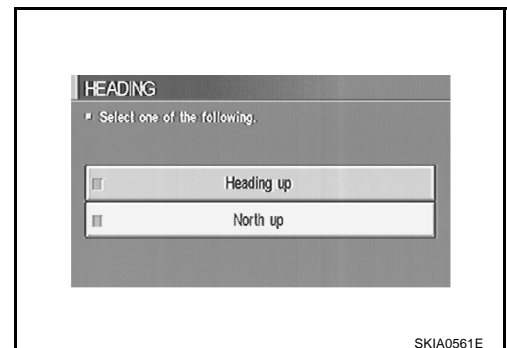 HEADING
Select one of the following.
Heading up
North up
SKIA0561E